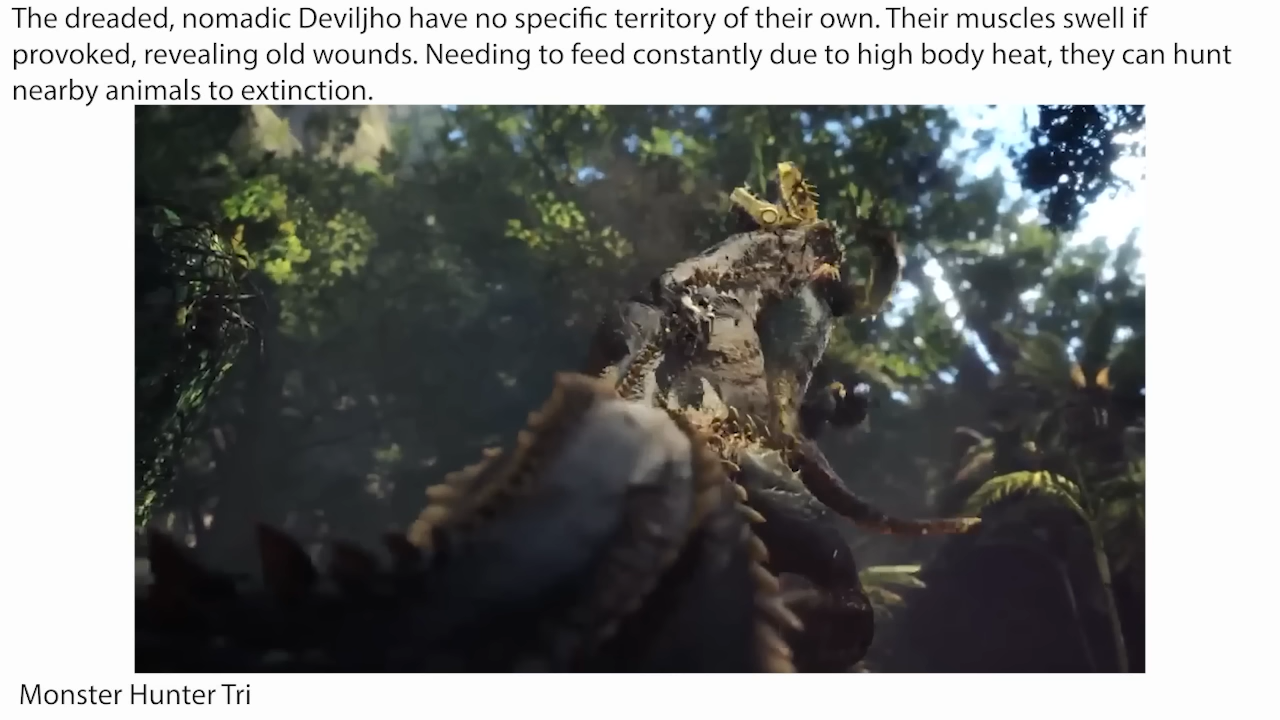 The dreaded, nomadic Deviljho have no specific territory of their own. Their muscles swell if
provoked, revealing old wounds. Needing to feed constantly due to high body heat, they can hunt
nearby animals to extinction.
Monster Hunter Tri